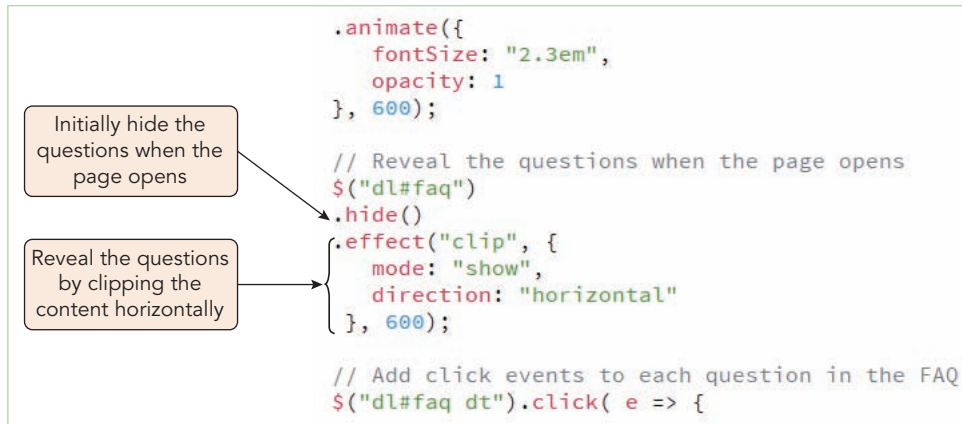 .animate({
   fontSize: "2.3em",
   opacity: 1
}, 600);
Initially hide the
questions when the
page opens
// Reveal the questions when the page opens
$("dl#faq")
.hide()
.effect("clip", {
   mode: "show",
   direction: "horizontal"
 }, 600);
Reveal the questions
by clipping the
content horizontally
// Add click events to each question in the FAQ
$("dl#faq dt").click( e => {